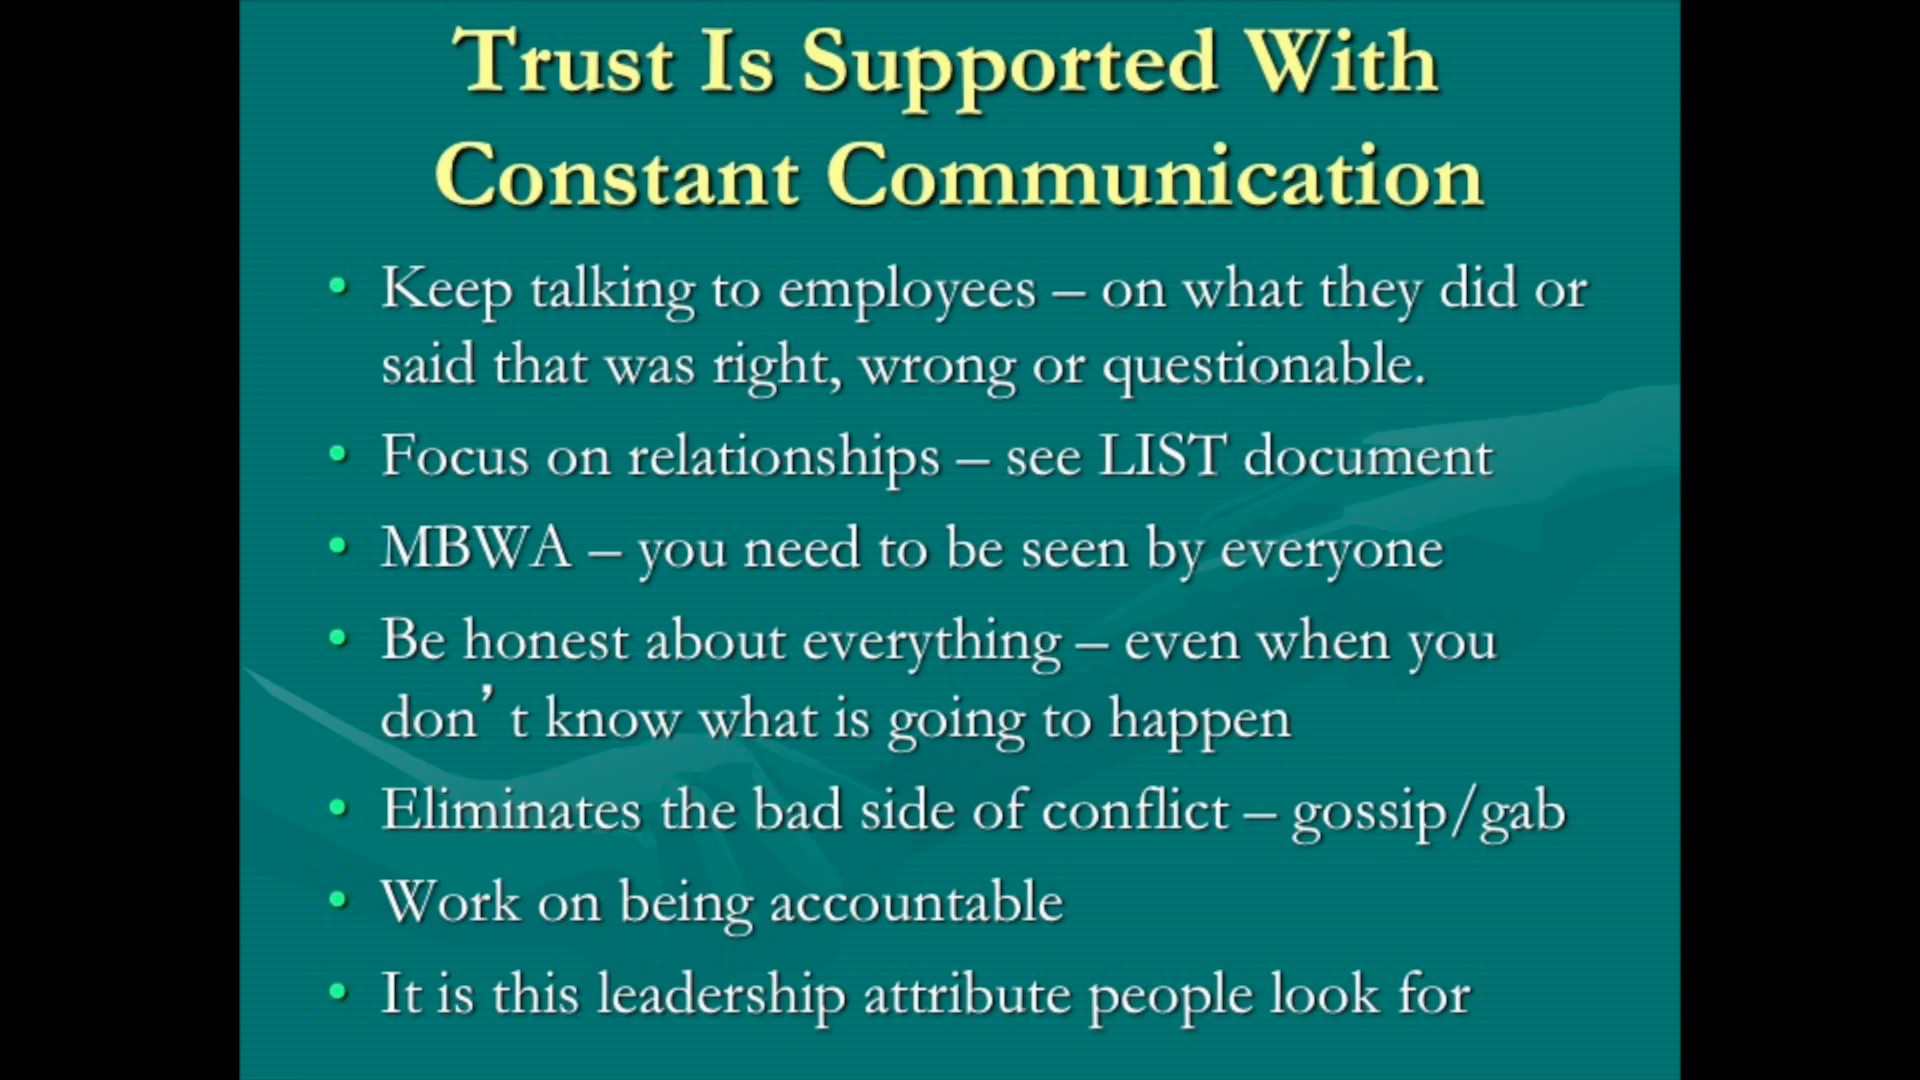 Trust Is Supported With
Constant Communication
• Keep talking to employees – on what they did or
said that was right, wrong or questionable.
• Focus on relationships – see LIST document
• MBWA – you need to be seen by everyone
• Be honest about everything – even when you
don’t know what is going to happen
• Eliminates the bad side of conflict – gossip/gab
• Work on being accountable
• It is this leadership attribute people look for